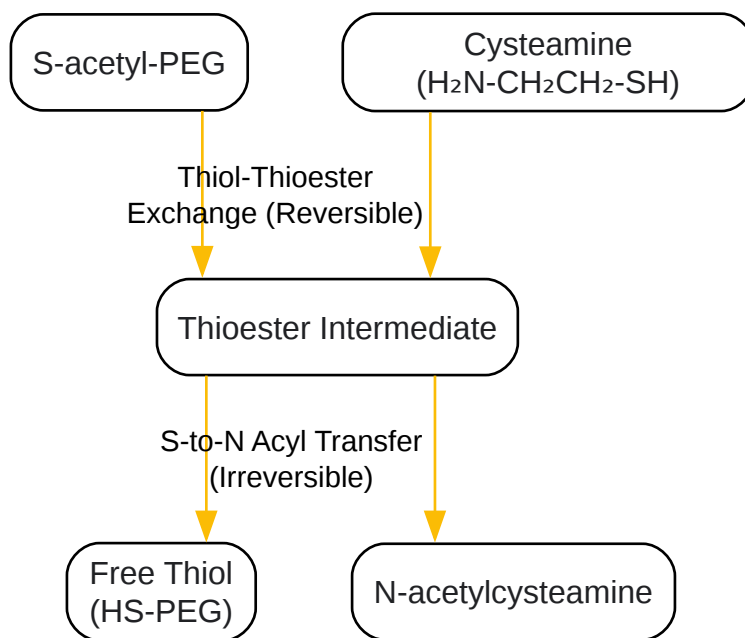 S-acetyl-PEG
Cysteamine
(H₂N-CH₂CH₂-SH)
Thiol-Thioester
Exchange (Reversible)
Thioester Intermediate
S-to-N Acyl Transfer
(Irreversible)
Free Thiol
(HS-PEG)
N-acetylcysteamine